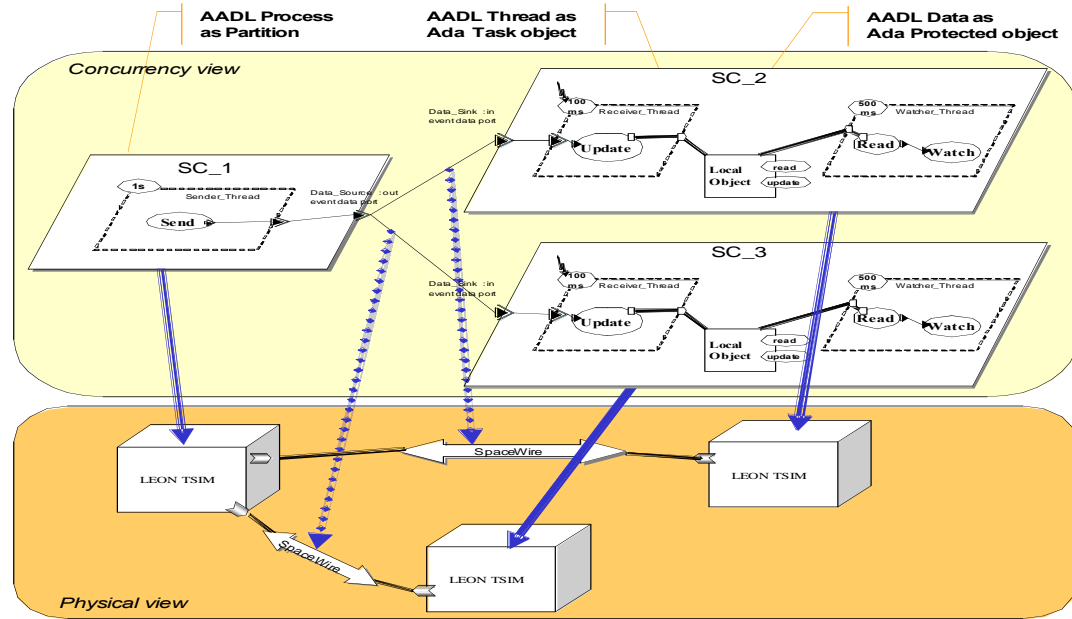 AADL Process
as Partition
AADL Thread as
Ada Task object
AADL Data as
Ada Protected object
Concurrency view
SC_2
Data_Sink : in
event data port
100
ms
Receiver_Thread
Update
Local
Object
read
update
500
ms
Watcher_Thread
Read
Watch
SC_1
1s
Sender_Thread
Send
Data_Source : out
event data port
SC_3
Data_Sink : in
event data port
100
ms
Receiver_Thread
Update
Local
Object
read
update
500
ms
Watcher_Thread
Read
Watch
LEON TSIM
SpaceWire
LEON TSIM
SpaceWire
LEON TSIM
Physical view